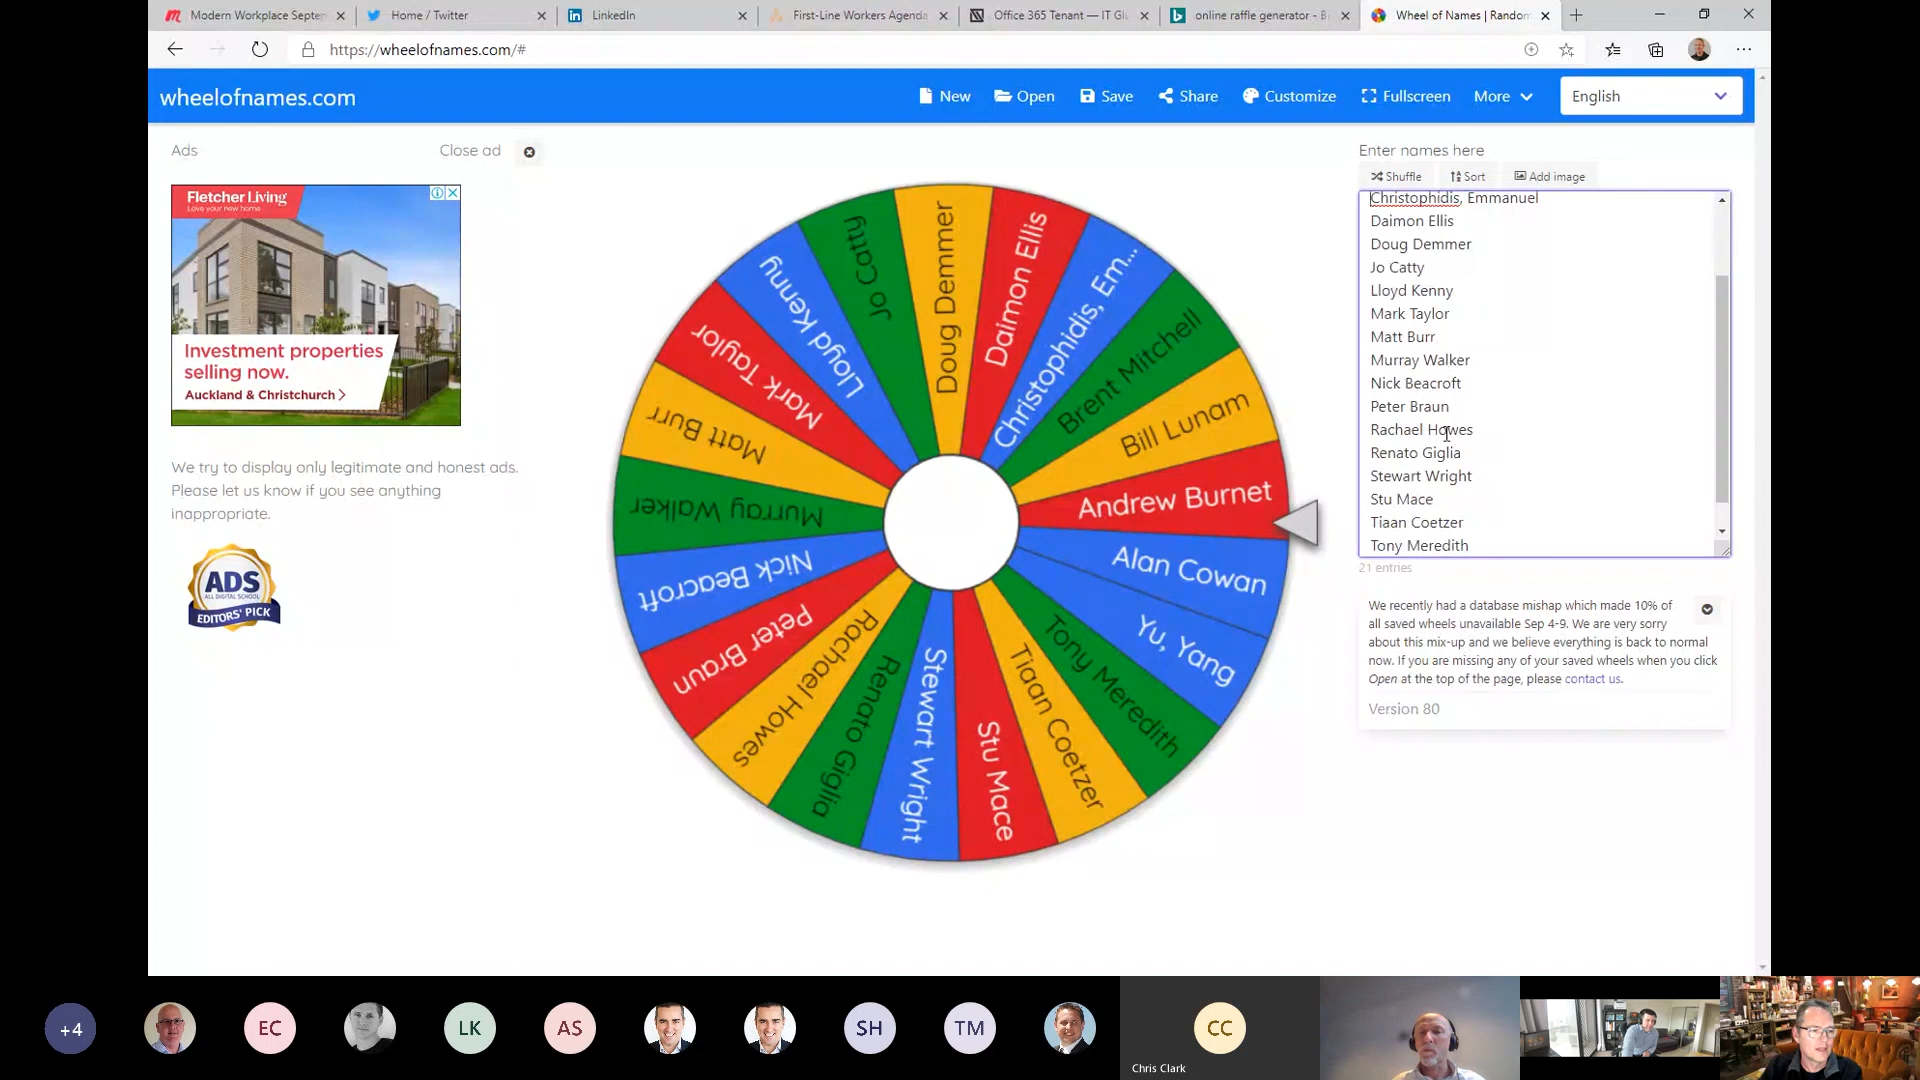 Modern Workplace Septem
Home / Twitter
LinkedIn
First-Line Workers Agenda
Office 365 Tenant — IT Gl
online raffle generator - B
Wheel of Names | Random
https://wheelofnames.com/#
wheelofnames.com
New
Open
Save
Share
Customize
Fullscreen
More
English
Ads
Close ad
Fletcher Living
Love your new home
Investment properties
selling now.
Auckland & Christchurch >
We try to display only legitimate and honest ads.
Please let us know if you see anything
inappropriate.
ADS
ALL DIGITAL SCHOOL
EDITORS' PICK
Doug Demmer
Daimon Ellis
Christophidis, Em...
Brent Mitchell
Bill Lunam
Andrew Burnet
Alan Cowan
Yu, Yang
Tony Meredith
Tiaan Coetzer
Stu Mace
Stewart Wright
Renato Giglia
Rachael Howes
Peter Braun
Nick Beacroft
Murray Walker
Matt Burr
Mark Taylor
Lloyd Kenny
Jo Catty
Enter names here
Shuffle
Sort
Add image
Christophidis, Emmanuel
Daimon Ellis
Doug Demmer
Jo Catty
Lloyd Kenny
Mark Taylor
Matt Burr
Murray Walker
Nick Beacroft
Peter Braun
Rachael Howes
Renato Giglia
Stewart Wright
Stu Mace
Tiaan Coetzer
Tony Meredith
21 entries
We recently had a database mishap which made 10% of
all saved wheels unavailable Sep 4-9. We are very sorry
about this mix-up and we believe everything is back to normal
now. If you are missing any of your saved wheels when you click
Open at the top of the page, please contact us.
Version 80
+4
EC
LK
AS
SH
TM
CC
Chris Clark